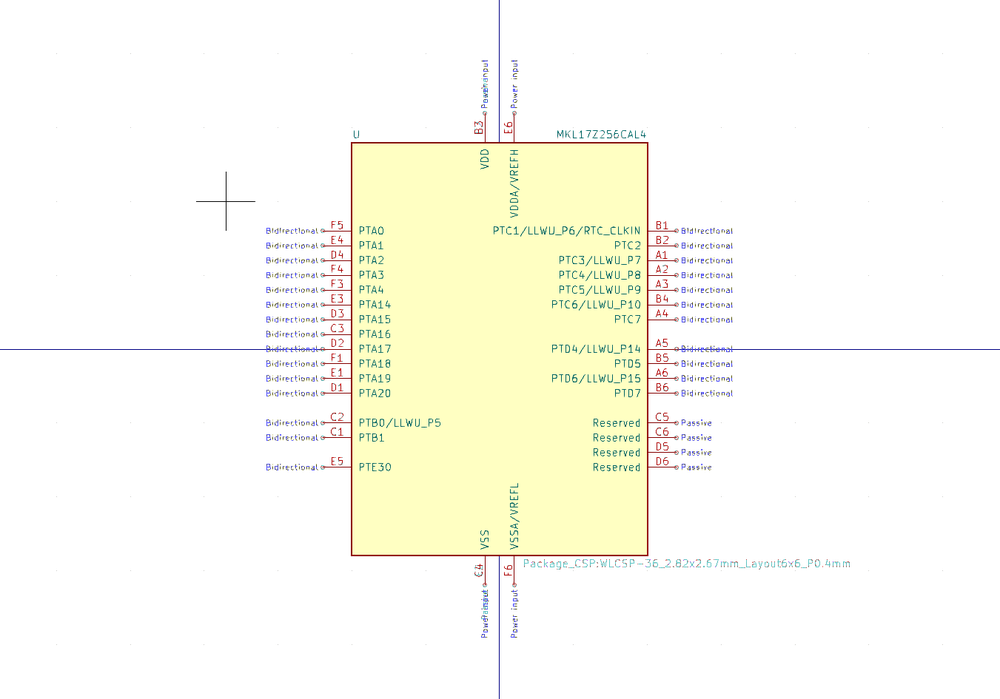 Power input
B3
E6
U
MKL17Z256CAL4
VDD
VDDA/VREFH
Bidirectional F5 PTA0
PTC1/LLWU_P6/RTC_CLKIN B1 Bidirectional
Bidirectional E4 PTA1
PTC2 B2 Bidirectional
Bidirectional D4 PTA2
PTC3/LLWU_P7 A1 Bidirectional
Bidirectional F4 PTA3
PTC4/LLWU_P8 A2 Bidirectional
Bidirectional F3 PTA4
PTC5/LLWU_P9 A3 Bidirectional
Bidirectional E3 PTA14
PTC6/LLWU_P10 B4 Bidirectional
Bidirectional D3 PTA15
PTC7 A4 Bidirectional
Bidirectional C3 PTA16
Bidirectional D2 PTA17
PTD4/LLWU_P14 A5 Bidirectional
Bidirectional F1 PTA18
PTD5 B5 Bidirectional
Bidirectional E1 PTA19
PTD6/LLWU_P15 A6 Bidirectional
Bidirectional D1 PTA20
PTD7 B6 Bidirectional
Bidirectional C2 PTB0/LLWU_P5
Reserved C5 Passive
Bidirectional C1 PTB1
Reserved C6 Passive
Reserved D5 Passive
Bidirectional E5 PTE30
Reserved D6 Passive
VSS
VSSA/VREFL
C4
F6
Package_CSP:WLCSP-36_2.82x2.67mm_Layout6x6_P0.4mm
Power input